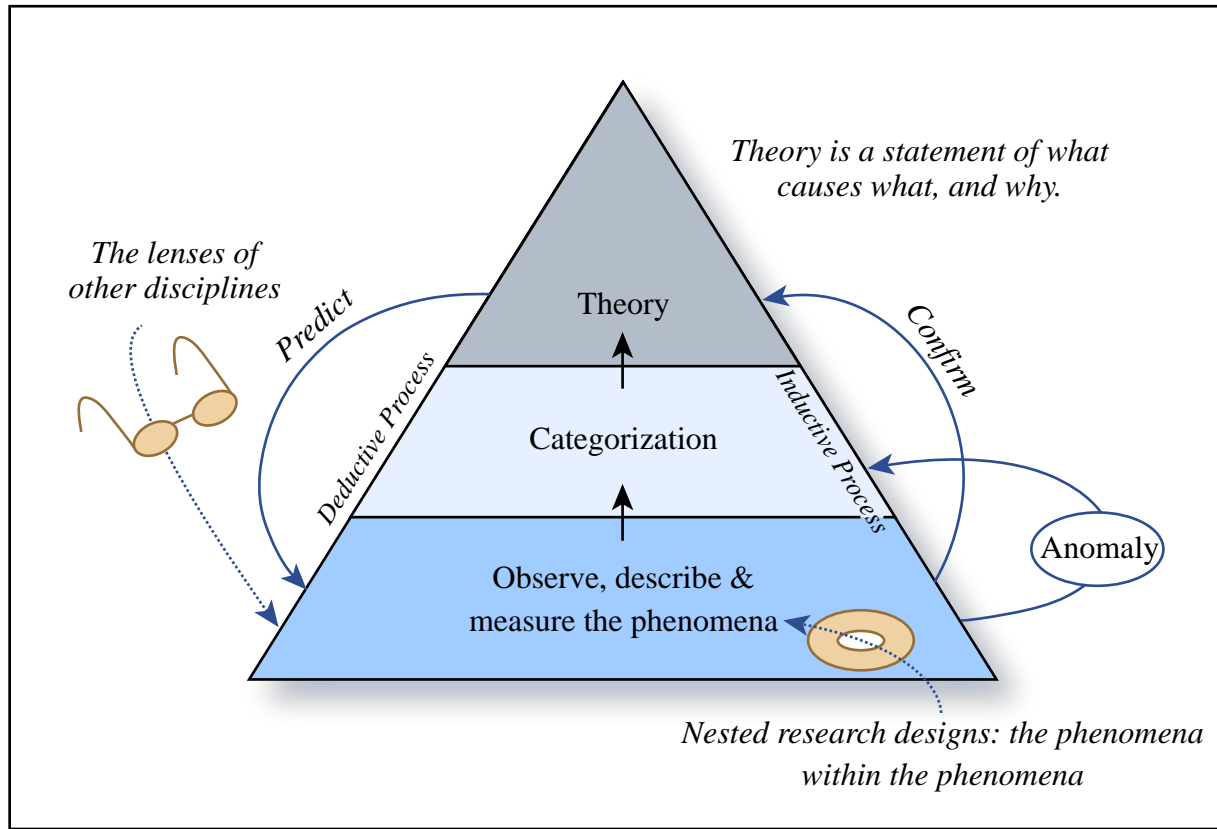 Theory is a statement of what
causes what, and why.
The lenses of
other disciplines
Predict
Theory
Confirm
Deductive Process
Inductive Process
Categorization
Anomaly
Observe, describe &
measure the phenomena
Nested research designs: the phenomena
within the phenomena